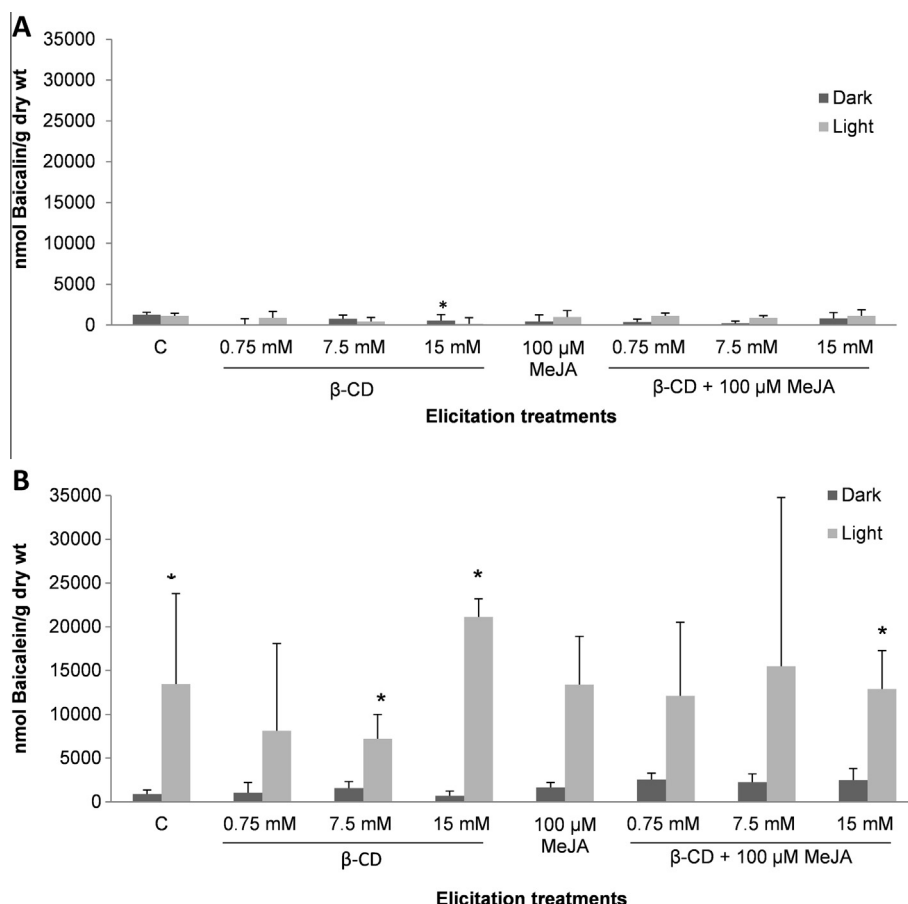 A
35000
30000
25000
20000
15000
10000
5000
0
nmol Baicalin/g dry wt
Dark
Light
*
C 0.75 mM 7.5 mM 15 mM 100 µM MeJA 0.75 mM 7.5 mM 15 mM
β-CD β-CD + 100 µM MeJA
Elicitation treatments
B
35000
30000
25000
20000
15000
10000
5000
0
nmol Baicalein/g dry wt
Dark
Light
* * * *
C 0.75 mM 7.5 mM 15 mM 100 µM MeJA 0.75 mM 7.5 mM 15 mM
β-CD β-CD + 100 µM MeJA
Elicitation treatments